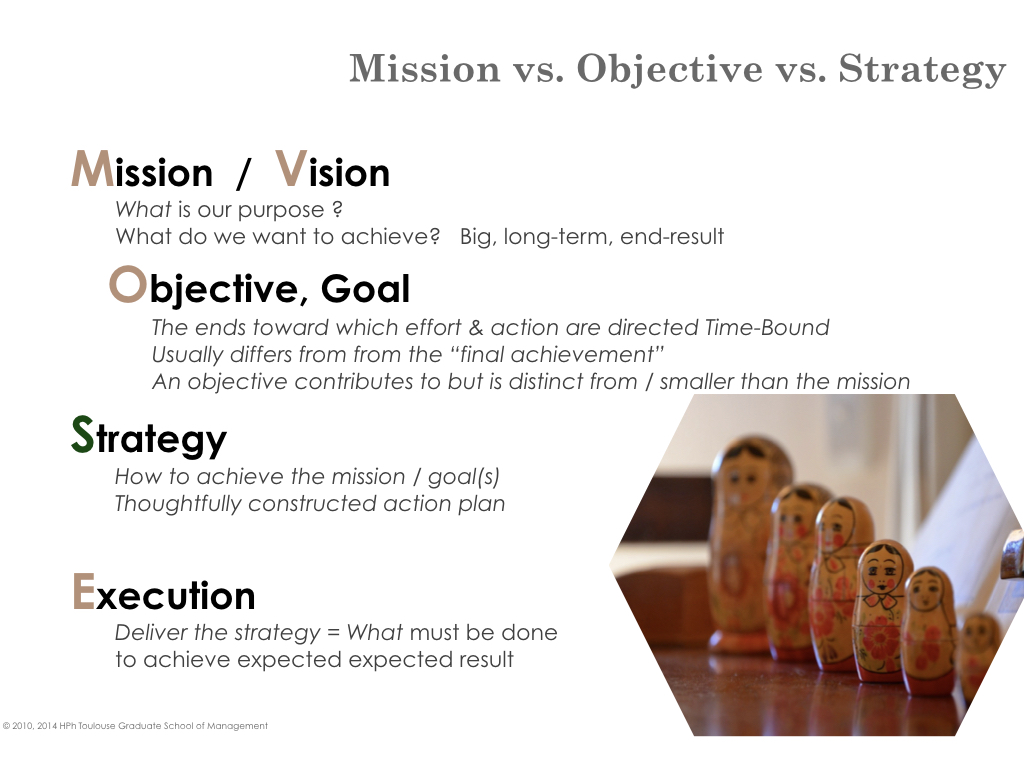 Mission vs. Objective vs. Strategy
Mission / Vision
What is our purpose ?
What do we want to achieve? Big, long-term, end-result
Objective, Goal
The ends toward which effort & action are directed Time-Bound
Usually differs from from the “final achievement”
An objective contributes to but is distinct from / smaller than the mission
Strategy
How to achieve the mission / goal(s)
Thoughtfully constructed action plan
Execution
Deliver the strategy = What must be done
to achieve expected expected result
© 2010, 2014 HPh Toulouse Graduate School of Management